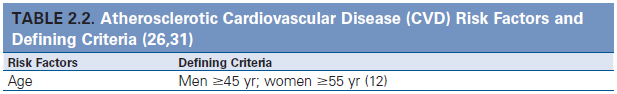 TABLE 2.2. Atherosclerotic Cardiovascular Disease (CVD) Risk Factors and
Defining Criteria (26,31)
Risk Factors Defining Criteria
Age Men ≥45 yr; women ≥55 yr (12)